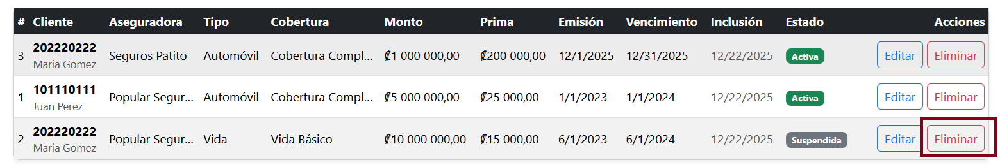 # Cliente Aseguradora Tipo Cobertura Monto Prima Emisión Vencimiento Inclusión Estado Acciones
3 202220222 Seguros Patito Automóvil Cobertura Compl... ₡1 000 000,00 ₡200 000,00 12/1/2025 12/31/2025 12/22/2025 Activa Editar Eliminar
Maria Gomez
1 101110111 Popular Segur... Automóvil Cobertura Compl... ₡5 000 000,00 ₡25 000,00 1/1/2023 1/1/2024 12/22/2025 Activa Editar Eliminar
Juan Perez
2 202220222 Popular Segur... Vida Vida Básico ₡10 000 000,00 ₡15 000,00 6/1/2023 6/1/2024 12/22/2025 Suspendida Editar Eliminar
Maria Gomez